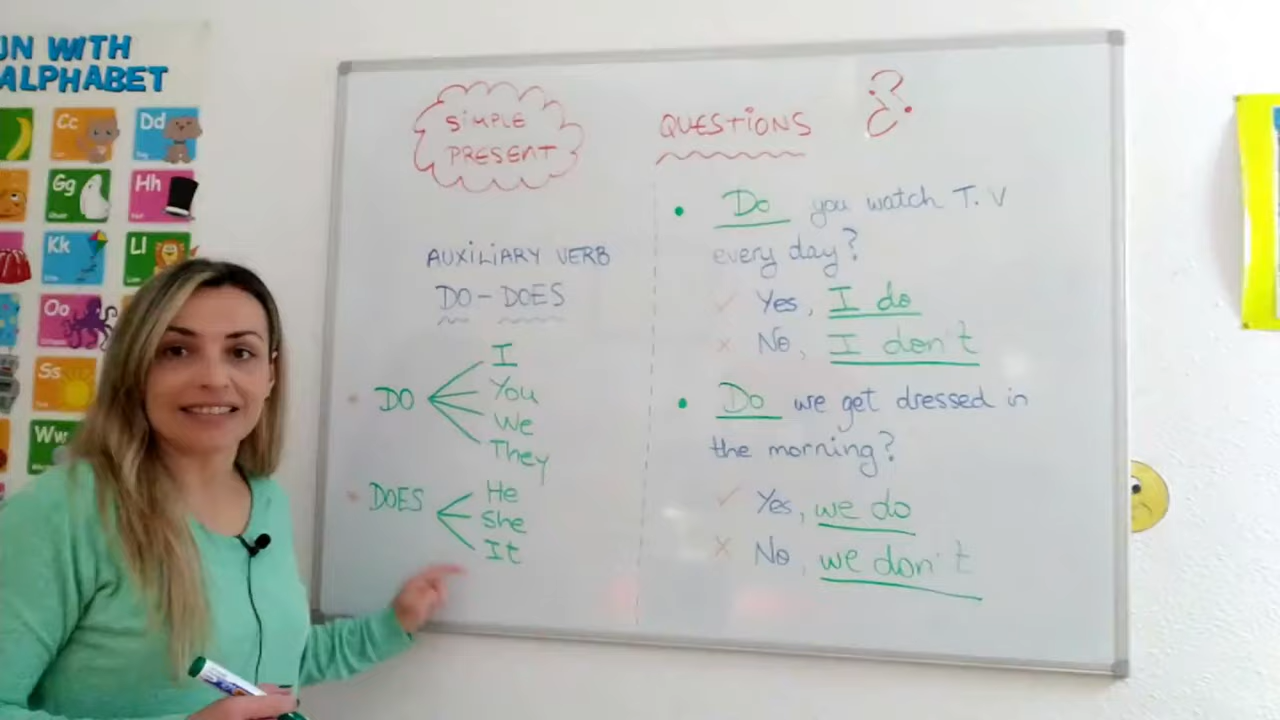 UN WITH
ALPHABET
Cc
Dd
Gg
Hh
Kk
Ll
Oo
Ss
Ww
SIMPLE
PRESENT
AUXILIARY VERB
DO - DOES
DO
I
You
We
They
DOES
He
She
It
QUESTIONS ?
• Do you watch T.V
every day?
✓ Yes, I do
× No, I don't
• Do we get dressed in
the morning?
✓ Yes, we do
× No, we don't